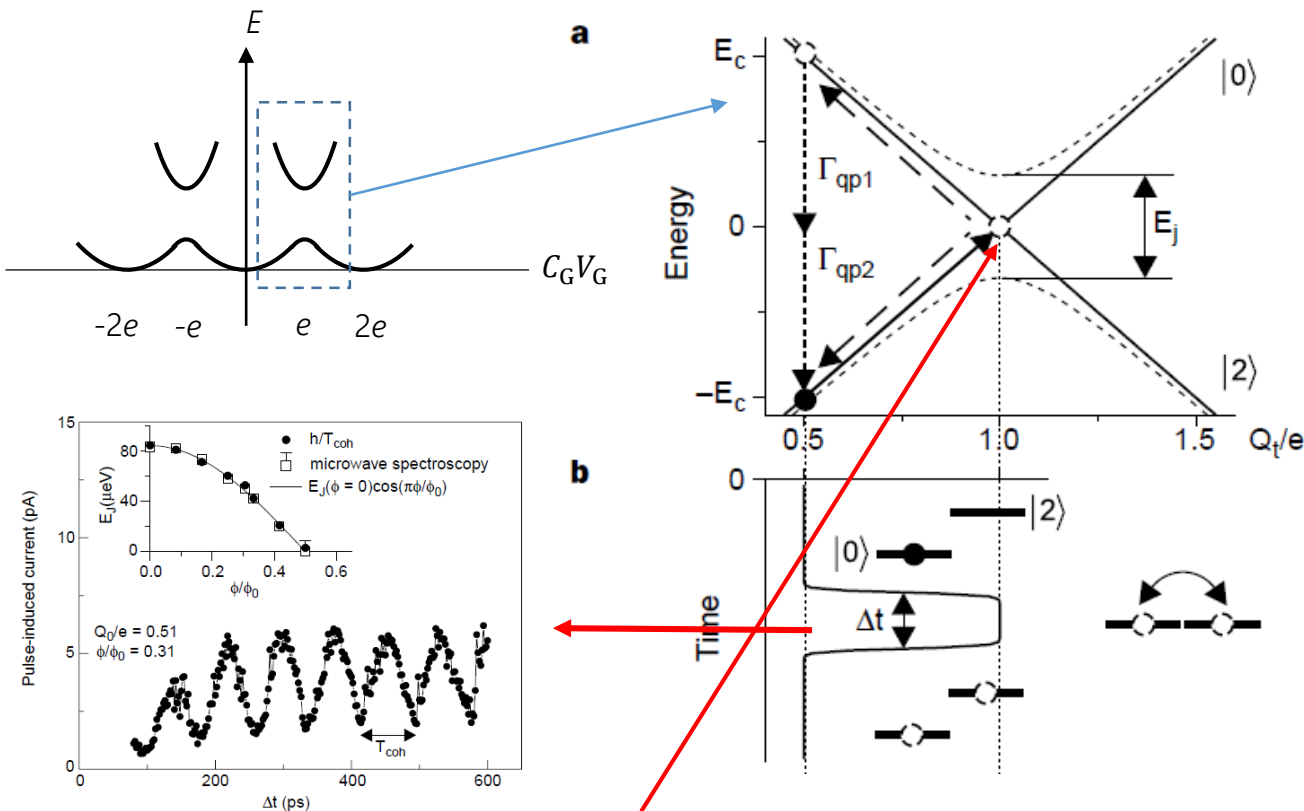 E
C_G V_G
-2e -e e 2e
a
E_c
0
–E_c
Energy
|0⟩
|2⟩
Γ_qp1
Γ_qp2
E_j
0.5 1.0 1.5 Q_t/e
b
0
Time
|2⟩
|0⟩
Δt
15
10
5
0
Pulse-induced current (pA)
80
40
0
E_J(μeV)
h/T_coh
microwave spectroscopy
E_J(ϕ = 0)cos(πϕ/ϕ_0)
0.0 0.2 0.4 0.6
ϕ/ϕ_0
Q_0/e = 0.51
ϕ/ϕ_0 = 0.31
T_coh
0 200 400 600
Δt (ps)